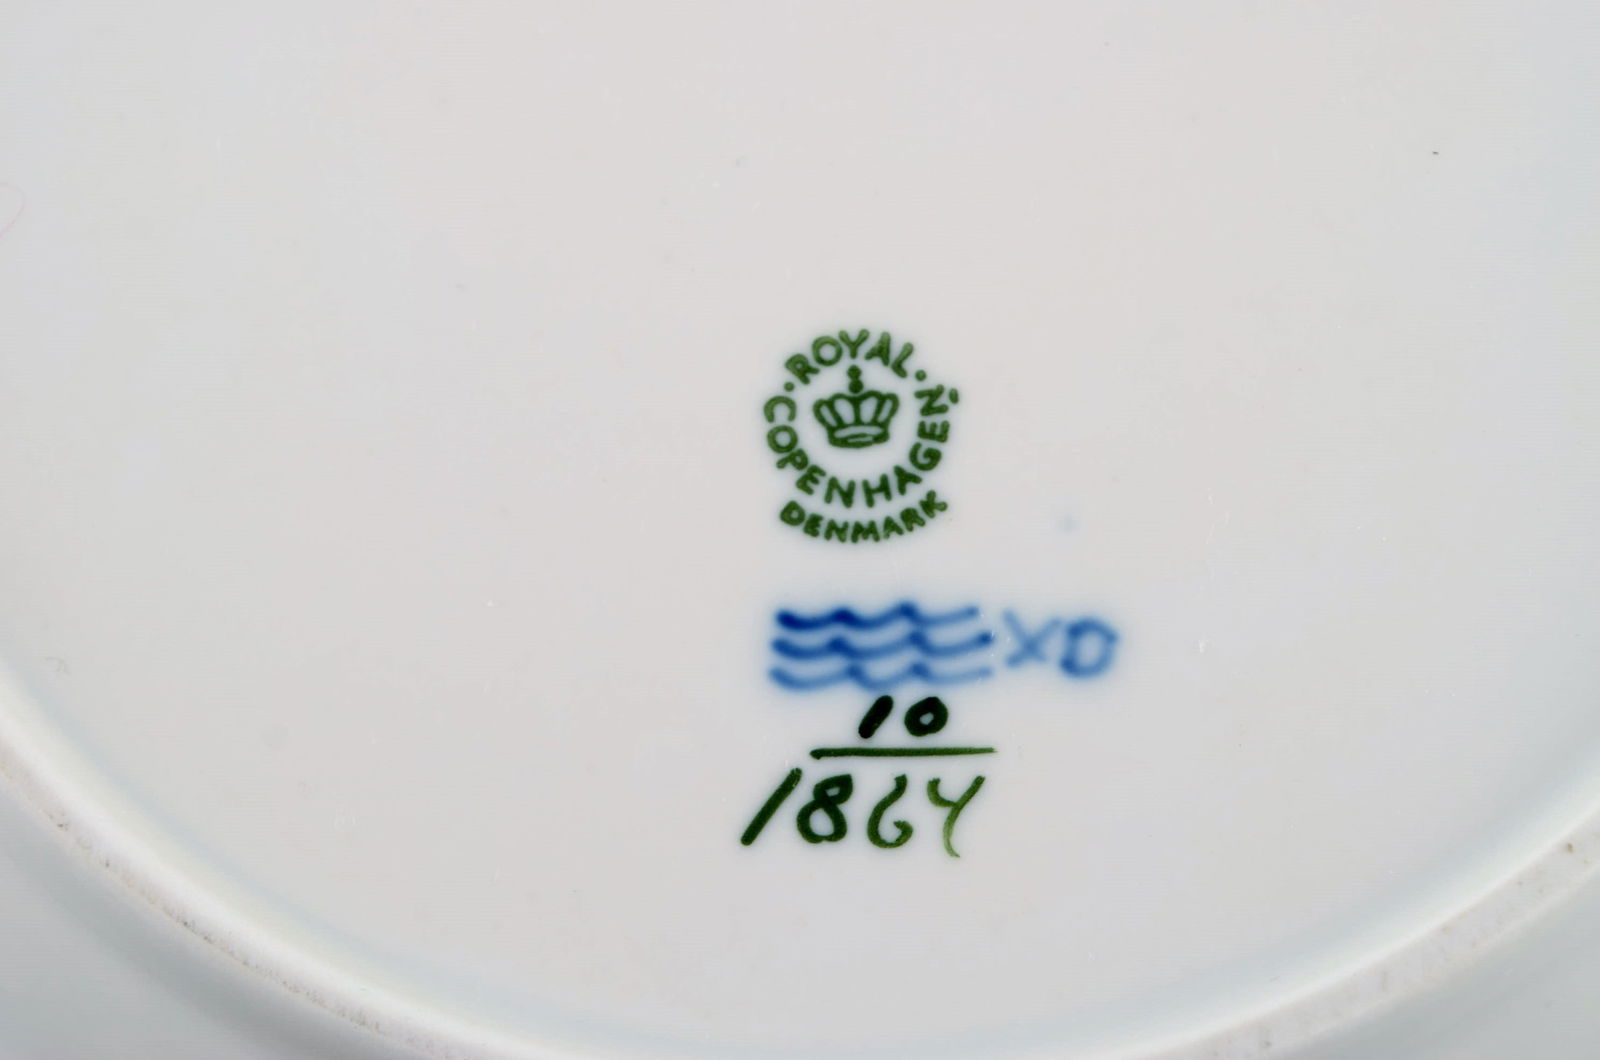 · ROYAL ·
COPENHAGEN
DENMARK
XD
10
1864